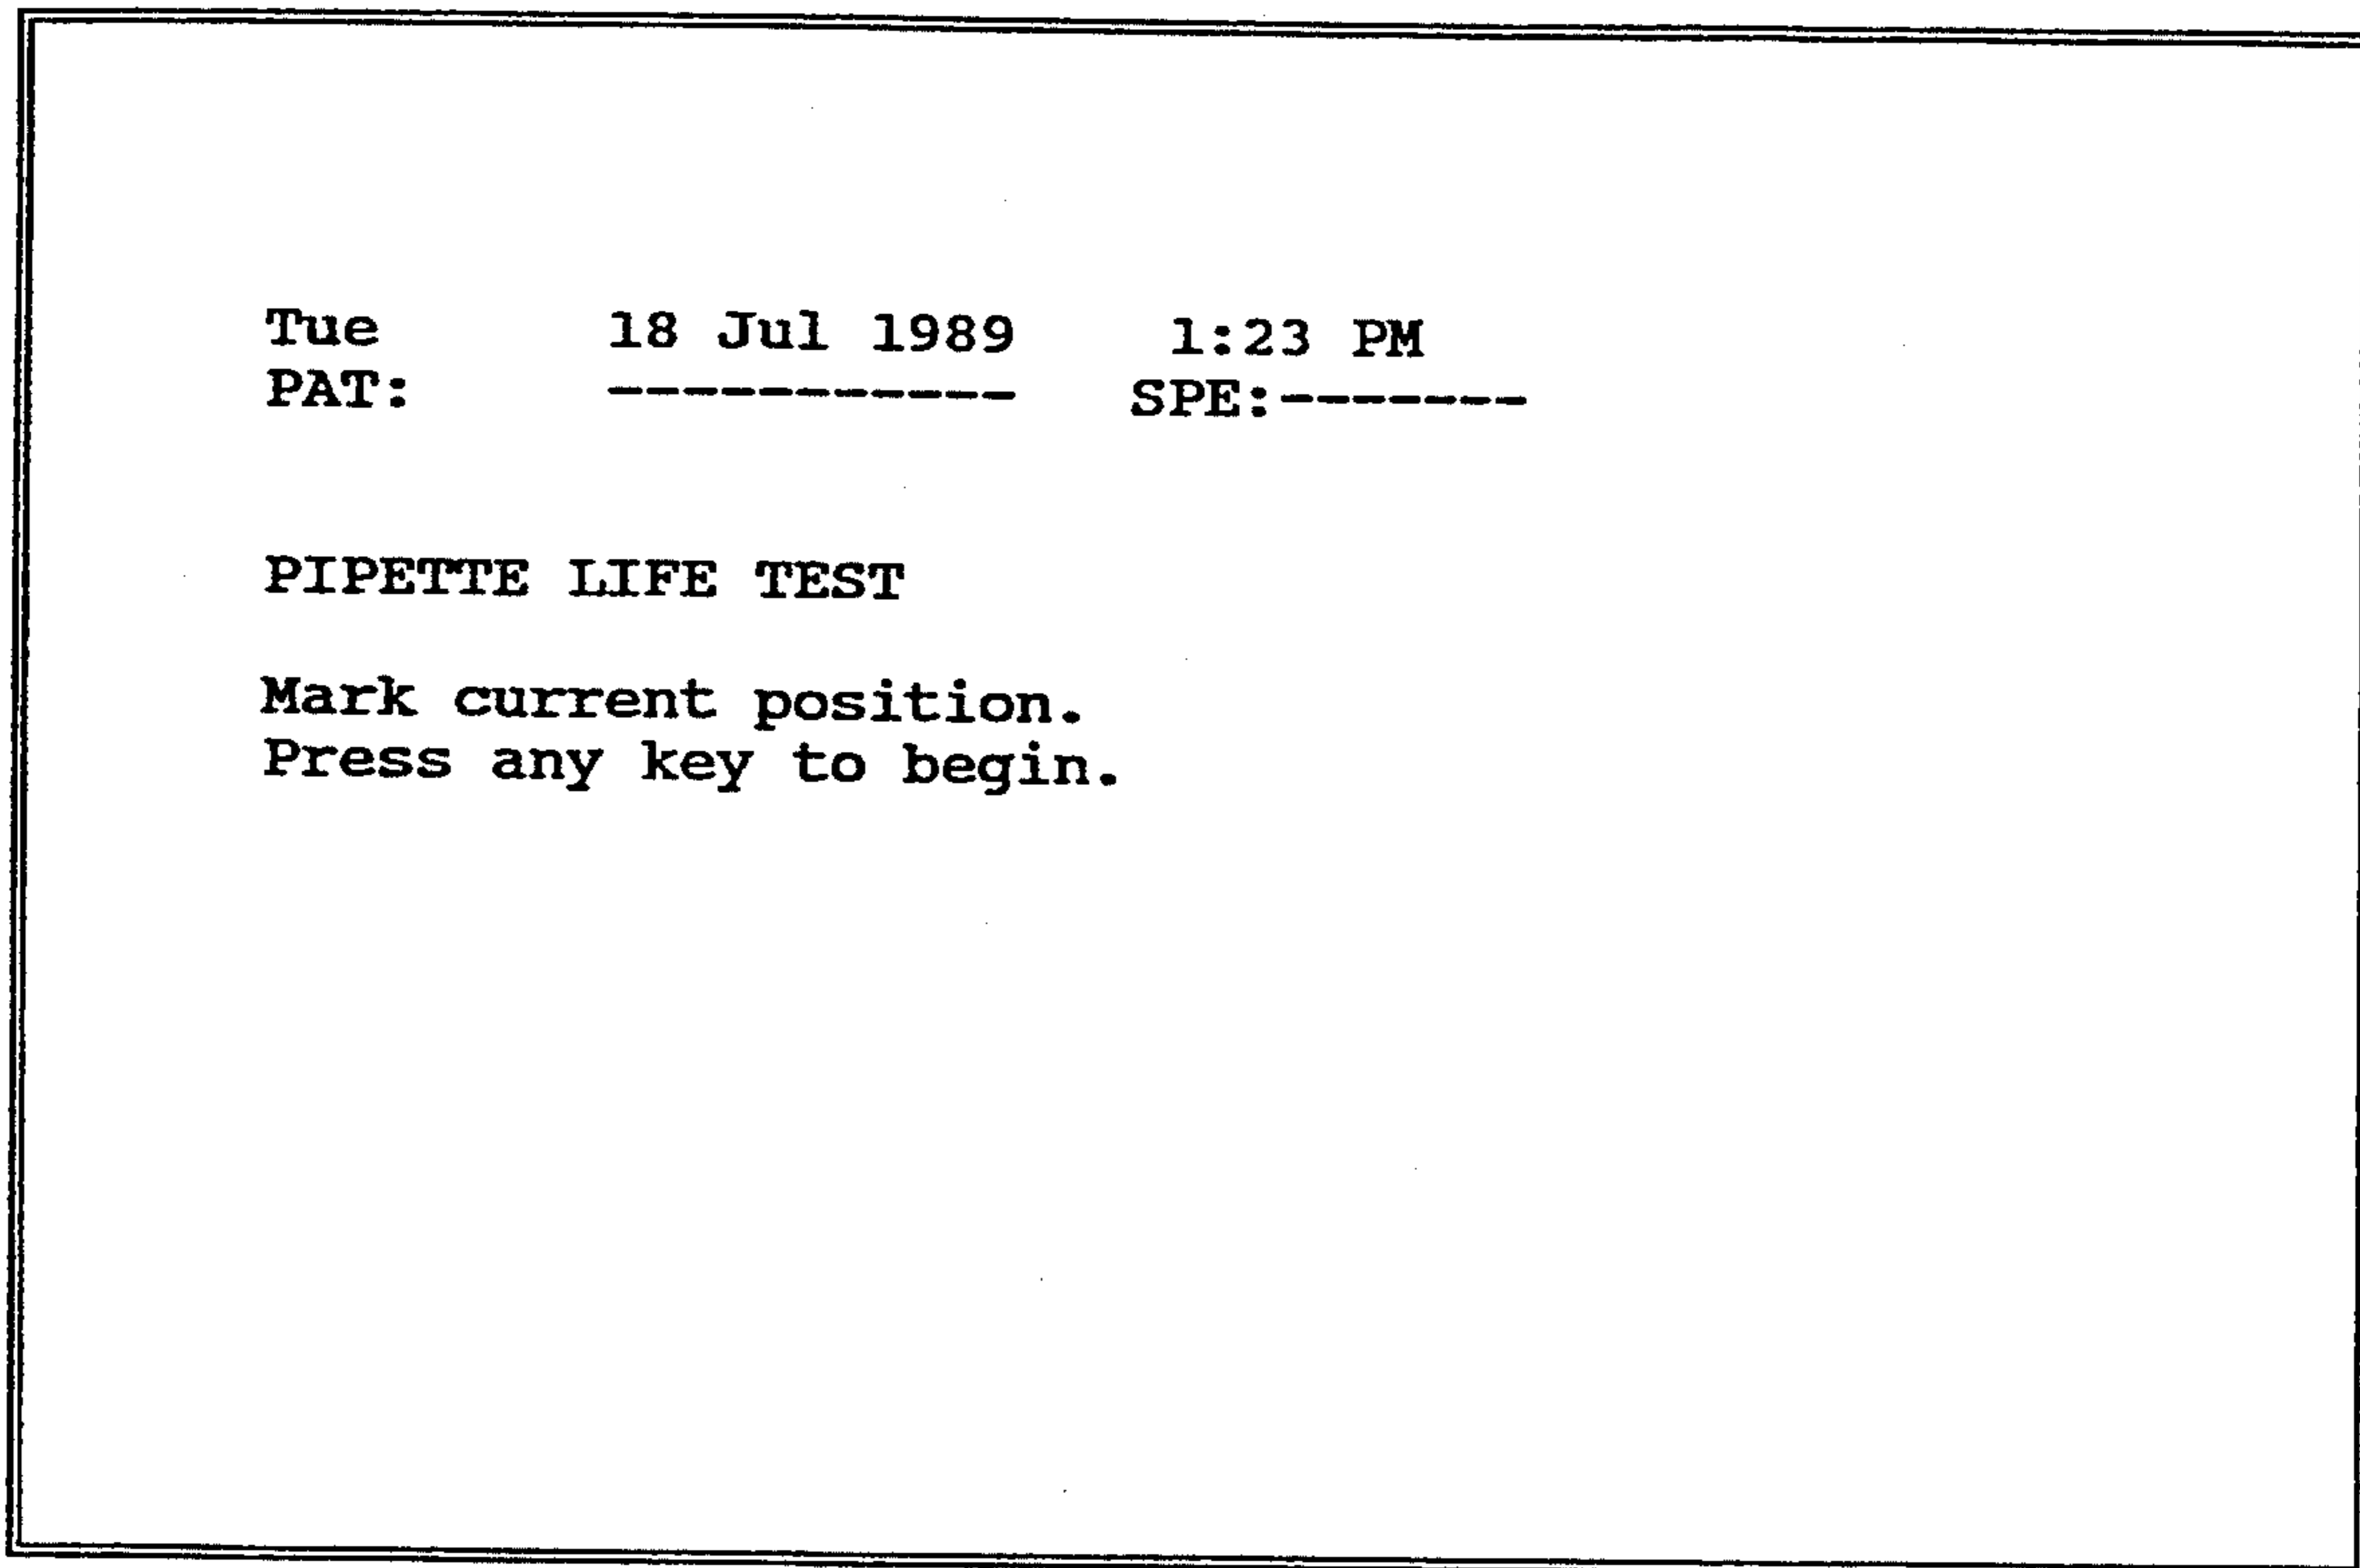 Tue 18 Jul 1989 1:23 PM
PAT: ----------- SPE:-------
PIPETTE LIFE TEST
Mark current position.
Press any key to begin.